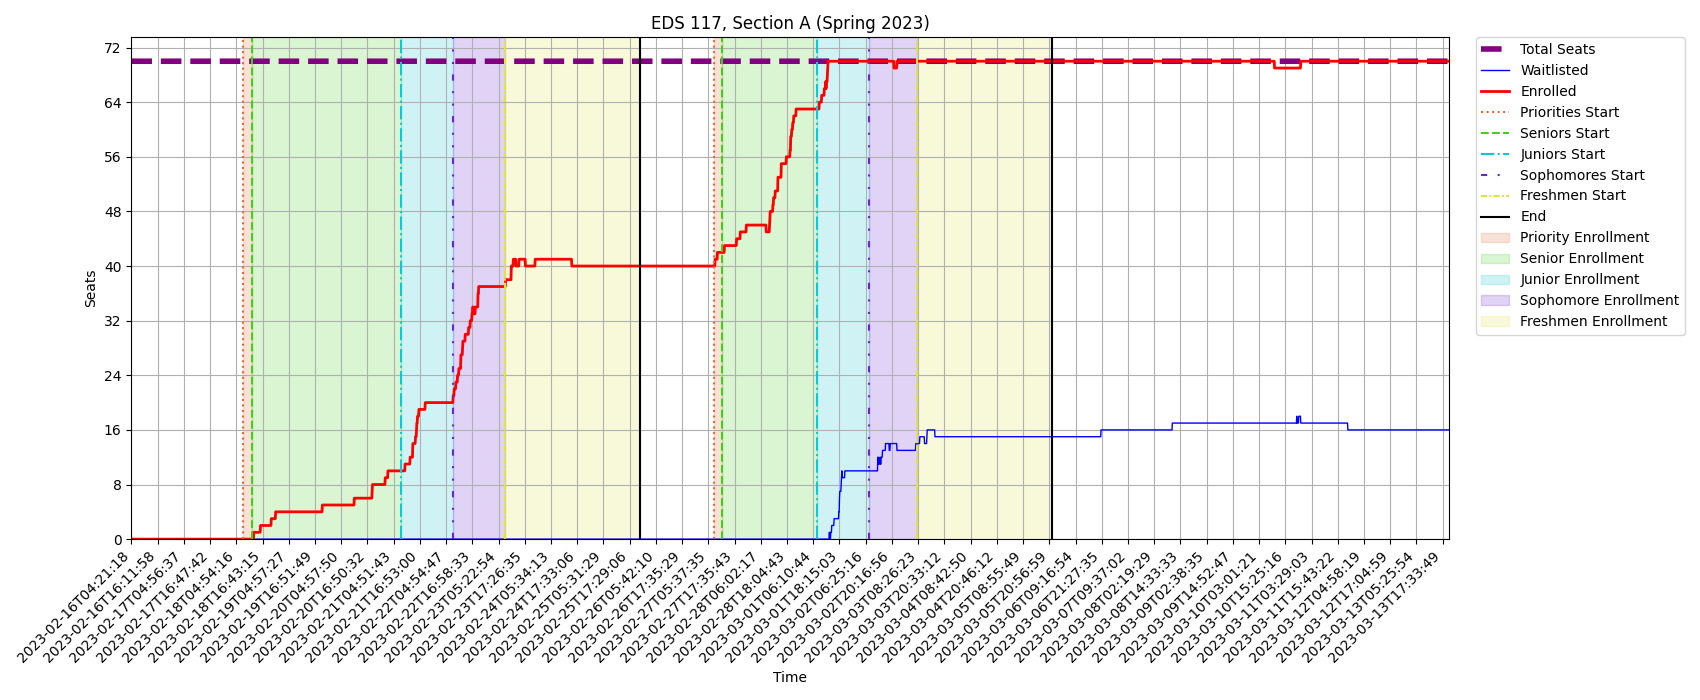 EDS 117, Section A (Spring 2023)
Seats
72
64
56
48
40
32
24
16
8
0
2023-02-16T04:21:18
2023-02-16T16:11:58
2023-02-17T04:56:37
2023-02-17T16:47:42
2023-02-18T04:54:16
2023-02-18T16:43:15
2023-02-19T04:57:27
2023-02-19T16:51:49
2023-02-20T04:57:50
2023-02-20T16:50:32
2023-02-21T04:51:43
2023-02-21T16:53:00
2023-02-22T04:54:47
2023-02-22T16:58:33
2023-02-23T05:22:54
2023-02-23T17:26:35
2023-02-24T05:34:13
2023-02-24T17:33:06
2023-02-25T05:31:29
2023-02-25T17:29:06
2023-02-26T05:42:10
2023-02-26T17:35:29
2023-02-27T05:37:35
2023-02-27T17:35:43
2023-02-28T06:02:17
2023-02-28T18:04:43
2023-03-01T06:10:44
2023-03-01T18:15:03
2023-03-02T06:25:16
2023-03-02T20:16:56
2023-03-03T08:26:23
2023-03-03T20:33:12
2023-03-04T08:42:50
2023-03-04T20:46:12
2023-03-05T08:55:49
2023-03-05T20:56:59
2023-03-06T09:16:54
2023-03-06T21:27:35
2023-03-07T09:37:02
2023-03-08T02:19:29
2023-03-08T14:33:33
2023-03-09T02:38:35
2023-03-09T14:52:47
2023-03-10T03:01:21
2023-03-10T15:25:16
2023-03-11T03:29:03
2023-03-11T15:43:22
2023-03-12T04:58:19
2023-03-12T17:04:59
2023-03-13T05:25:54
2023-03-13T17:33:49
Time
Total Seats
Waitlisted
Enrolled
Priorities Start
Seniors Start
Juniors Start
Sophomores Start
Freshmen Start
End
Priority Enrollment
Senior Enrollment
Junior Enrollment
Sophomore Enrollment
Freshmen Enrollment